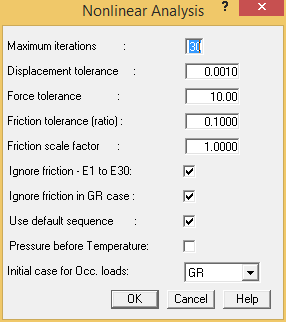 Nonlinear Analysis ? ×
Maximum iterations : 30
Displacement tolerance : 0.0010
Force tolerance : 10.00
Friction tolerance (ratio) : 0.1000
Friction scale factor : 1.0000
Ignore friction - E1 to E30:
Ignore friction in GR case :
Use default sequence :
Pressure before Temperature:
Initial case for Occ. loads: GR
OK Cancel Help